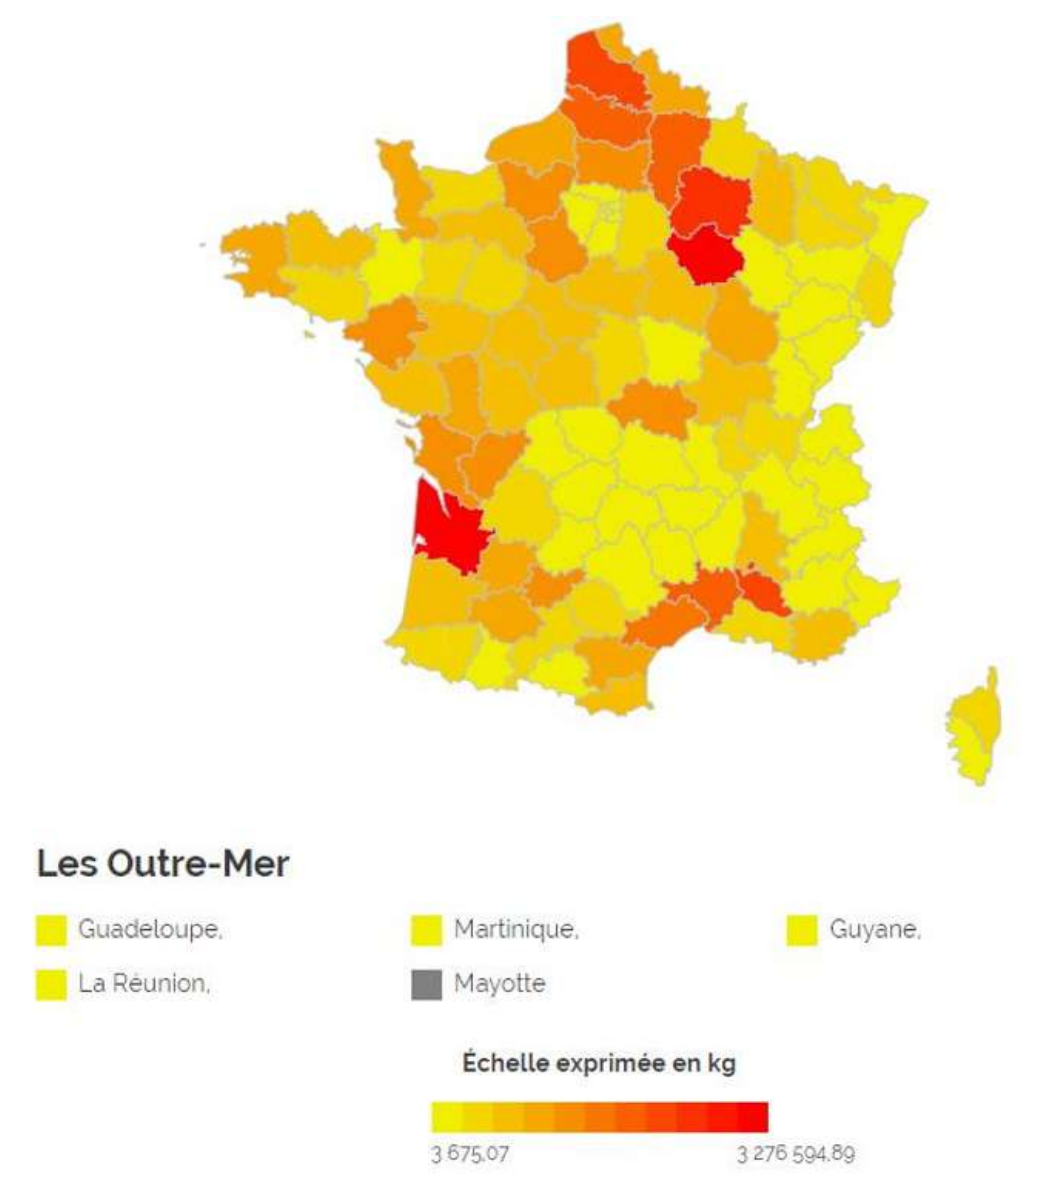 Les Outre-Mer
Guadeloupe, Martinique, Guyane,
La Réunion, Mayotte
Échelle exprimée en kg
3 675,07 3 276 594,89